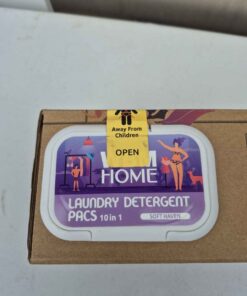 Away From
Children
OPEN
HOME
LAUNDRY DETERGENT
PACS 10 in 1
SOFT HAVEN